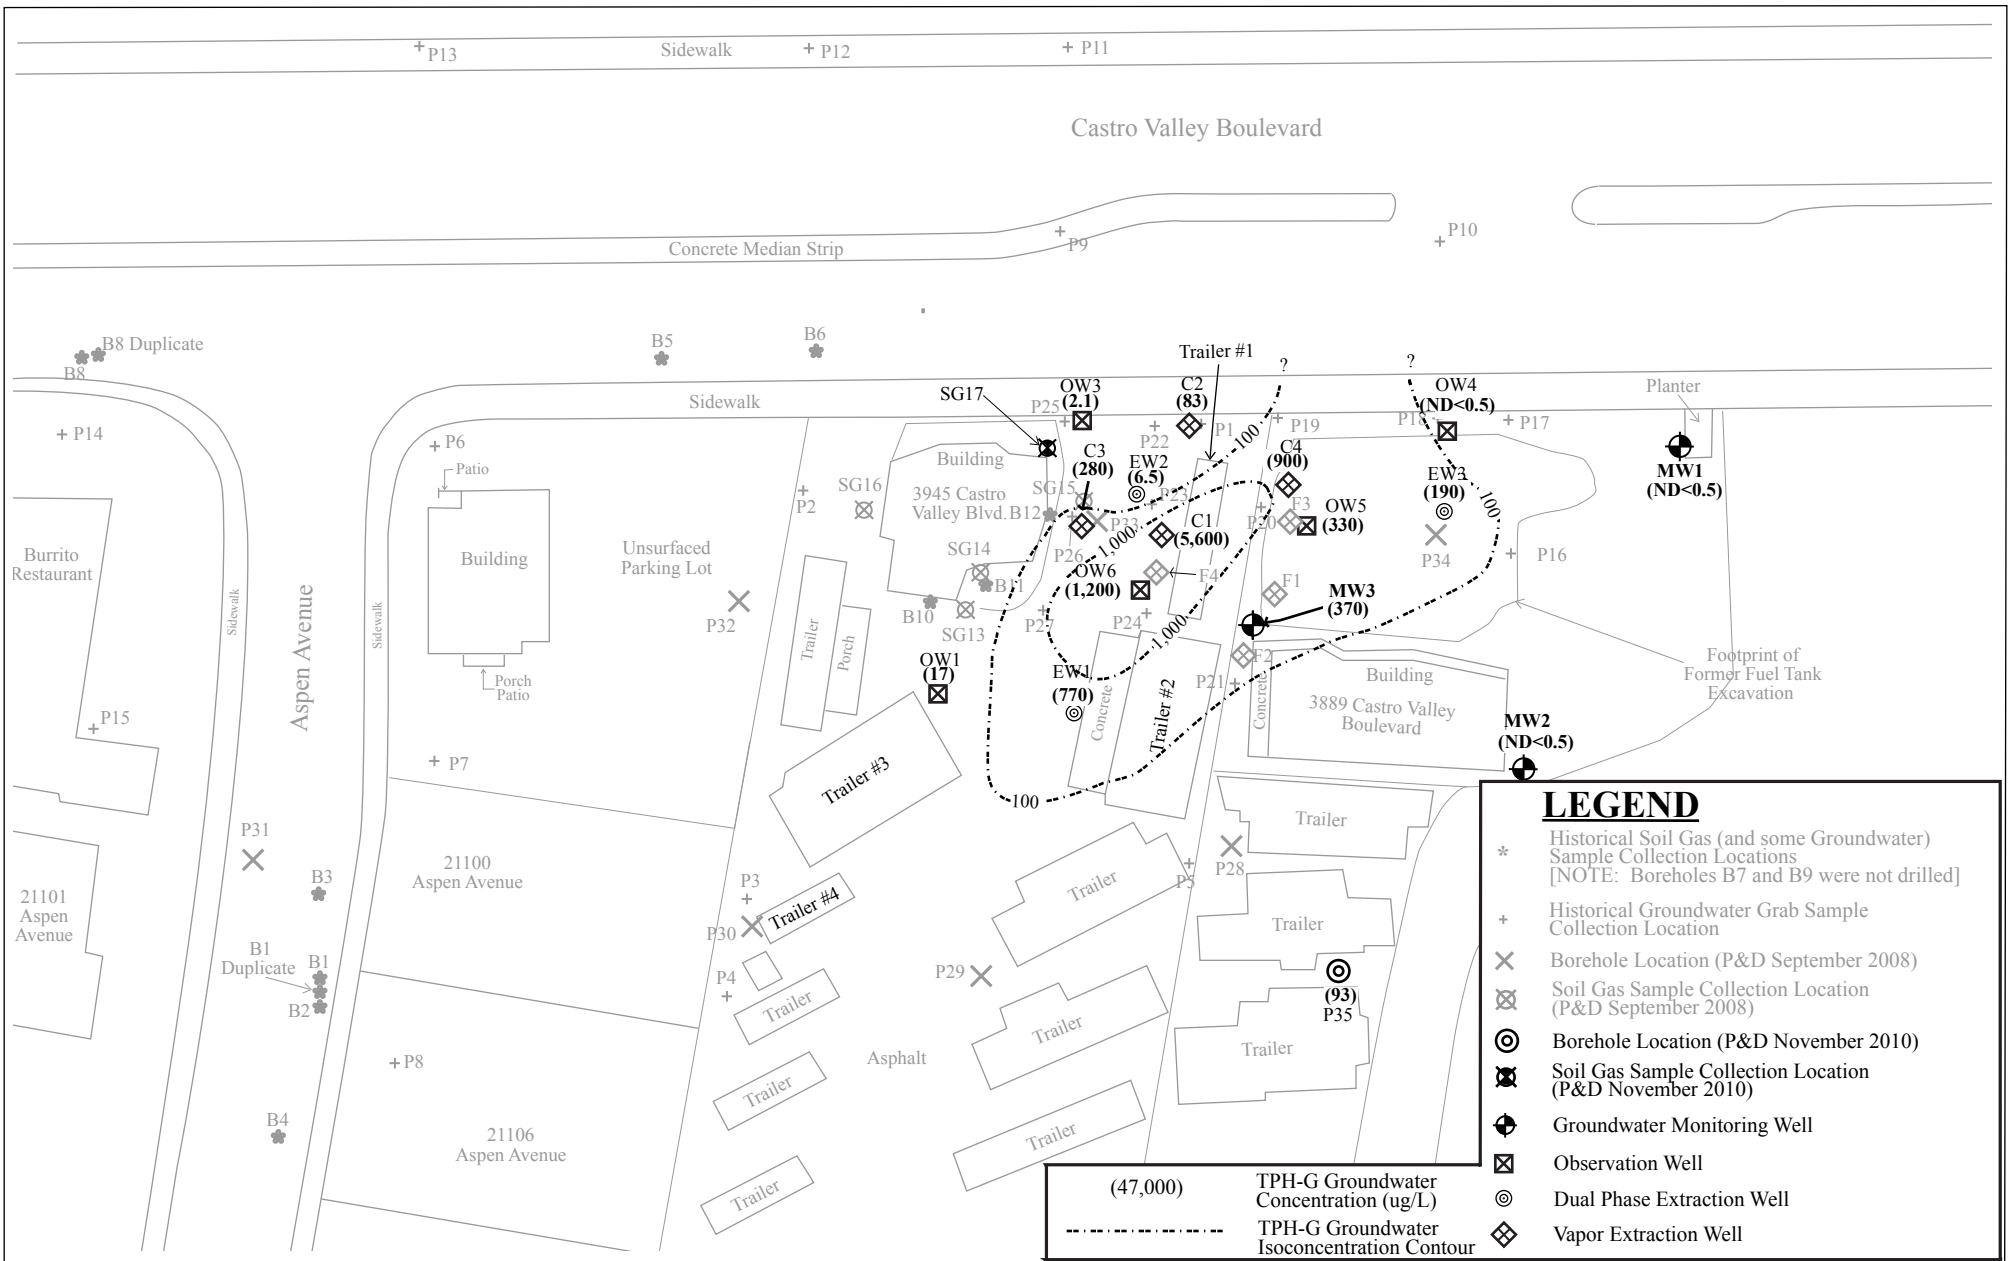 P13
Sidewalk
P12
P11
Castro Valley Boulevard
Concrete Median Strip
P9
P10
B8 Duplicate
B8
B5
B6
Trailer #1
?
?
SG17
OW3
(2.1)
C2
(83)
OW4
(ND<0.5)
Planter
Sidewalk
P25
P22
P1
100
P19
P18
P17
P14
P6
Patio
Building
C3
(280)
EW2
(6.5)
C4
(900)
EW3
(190)
100
MW1
(ND<0.5)
P2
SG16
3945 Castro
Valley Blvd.
B12
SG15
P33
P23
P20
F3
OW5
(330)
Burrito
Restaurant
Building
Unsurfaced
Parking Lot
SG14
P26
1,000
C1
(5,600)
P34
P16
Aspen Avenue
Sidewalk
Sidewalk
P32
Trailer
Porch
B11
B10
SG13
OW6
(1,200)
F4
F1
P27
P24
1,000
MW3
(370)
Porch
Patio
OW1
(17)
EW1
(770)
Concrete
Trailer #2
F2
P21
Concrete
Building
3889 Castro Valley
Boulevard
Footprint of
Former Fuel Tank
Excavation
P15
P7
MW2
(ND<0.5)
Trailer #3
100
P31
21100
Aspen Avenue
B3
P3
P30
Trailer #4
Trailer
P5
P28
Trailer
21101
Aspen
Avenue
B1
Duplicate
B1
B2
P4
Trailer
P29
Trailer
Trailer
(93)
P35
P8
Asphalt
Trailer
B4
21106
Aspen Avenue
Trailer
Trailer
Trailer
LEGEND
Historical Soil Gas (and some Groundwater)
Sample Collection Locations
[NOTE: Boreholes B7 and B9 were not drilled]
Historical Groundwater Grab Sample
Collection Location
Borehole Location (P&D September 2008)
Soil Gas Sample Collection Location
(P&D September 2008)
Borehole Location (P&D November 2010)
Soil Gas Sample Collection Location
(P&D November 2010)
Groundwater Monitoring Well
Observation Well
Dual Phase Extraction Well
Vapor Extraction Well
(47,000)
TPH-G Groundwater
Concentration (ug/L)
TPH-G Groundwater
Isoconcentration Contour